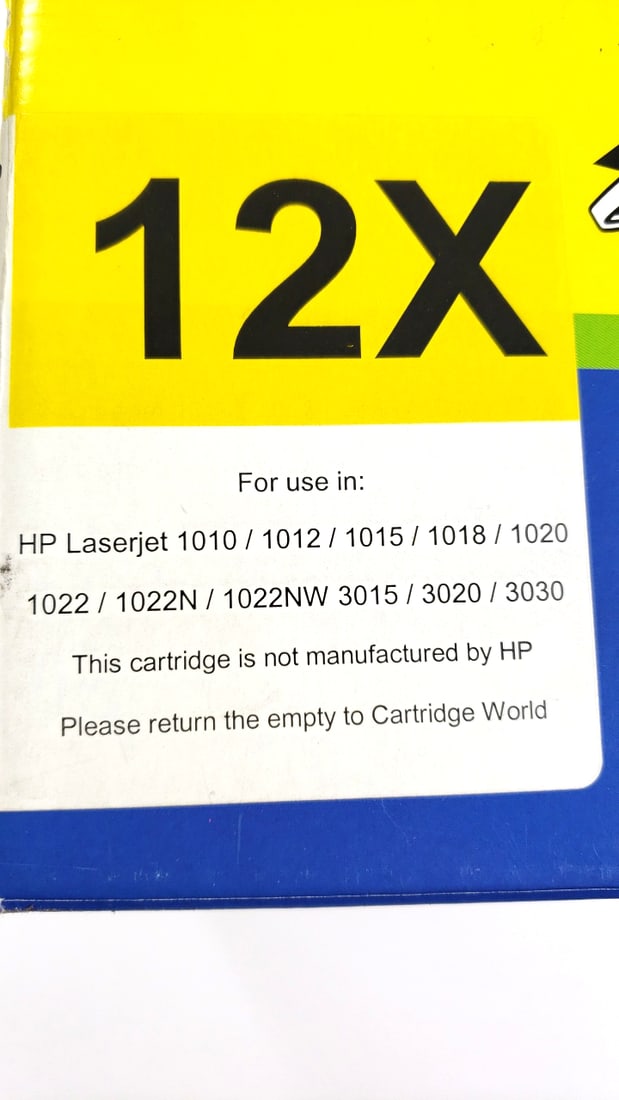 12X
For use in:
HP Laserjet 1010 / 1012 / 1015 / 1018 / 1020
1022 / 1022N / 1022NW 3015 / 3020 / 3030
This cartridge is not manufactured by HP
Please return the empty to Cartridge World